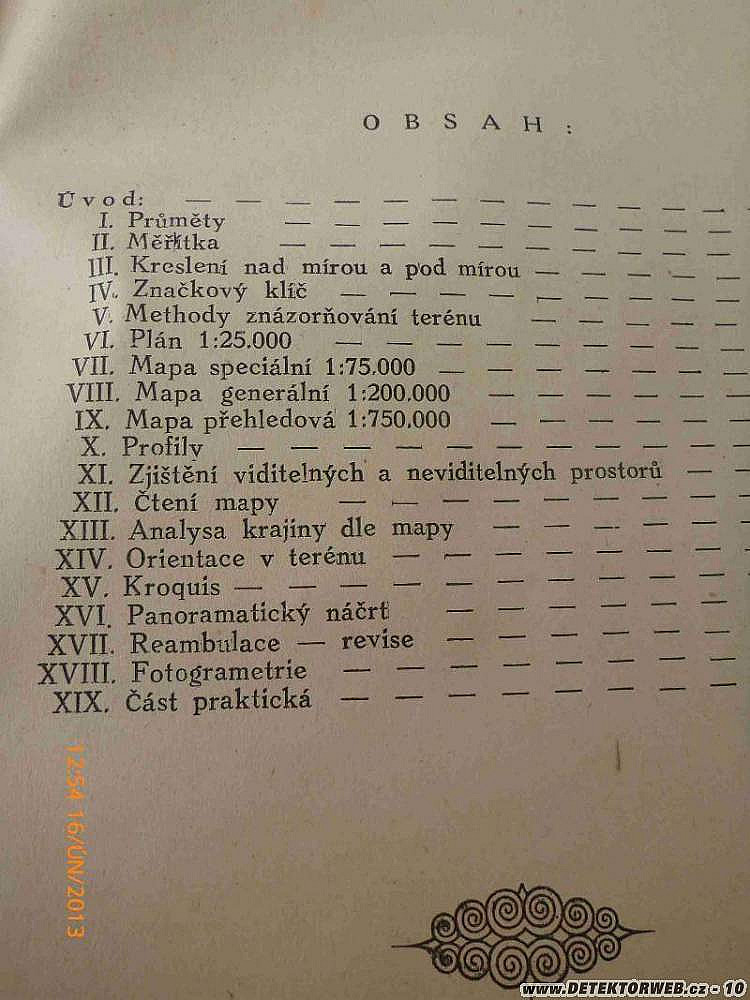 OBSAH:
Úvod: — — — — — — — — — — —
I. Průměty — — — — — — — —
II. Měřítka — — — — — — — —
III. Kreslení nad mírou a pod mírou — — — —
IV. Značkový klíč — — — — — — —
V. Methody znázorňování terénu — — — — —
VI. Plán 1:25.000 — — — — — — —
VII. Mapa speciální 1:75.000 — — — — — —
VIII. Mapa generální 1:200.000 — — — — —
IX. Mapa přehledová 1:750.000 — — — — —
X. Profily — — — — — — — — —
XI. Zjištění viditelných a neviditelných prostorů — —
XII. Čtení mapy — — — — — — — —
XIII. Analysa krajiny dle mapy — — — — —
XIV. Orientace v terénu — — — — — — —
XV. Kroquis — — — — — — — — — —
XVI. Panoramatický náčrt — — — — — —
XVII. Reambulace — revise — — — — — —
XVIII. Fotogrametrie — — — — — — — —
XIX. Část praktická — — — — — — — —
12:54 16/ÚN/2013
www.DETEKTORWEB.cz - 10